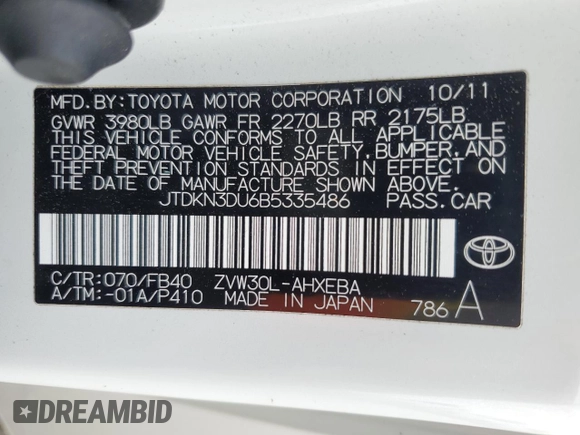 MFD. BY: TOYOTA MOTOR CORPORATION 10/11
GVWR 3980LB GAWR FR 2270LB RR 2175LB
THIS VEHICLE CONFORMS TO ALL APPLICABLE
FEDERAL MOTOR VEHICLE SAFETY, BUMPER, AND
THEFT PREVENTION STANDARDS IN EFFECT ON
THE DATE OF MANUFACTURE SHOWN ABOVE.
JTDKN3DU6B5335486 PASS.CAR
C/TR:070/FB40 ZVW30L-AHXEBA
A/TM:-01A/P410 MADE IN JAPAN 786 A
DREAMBID